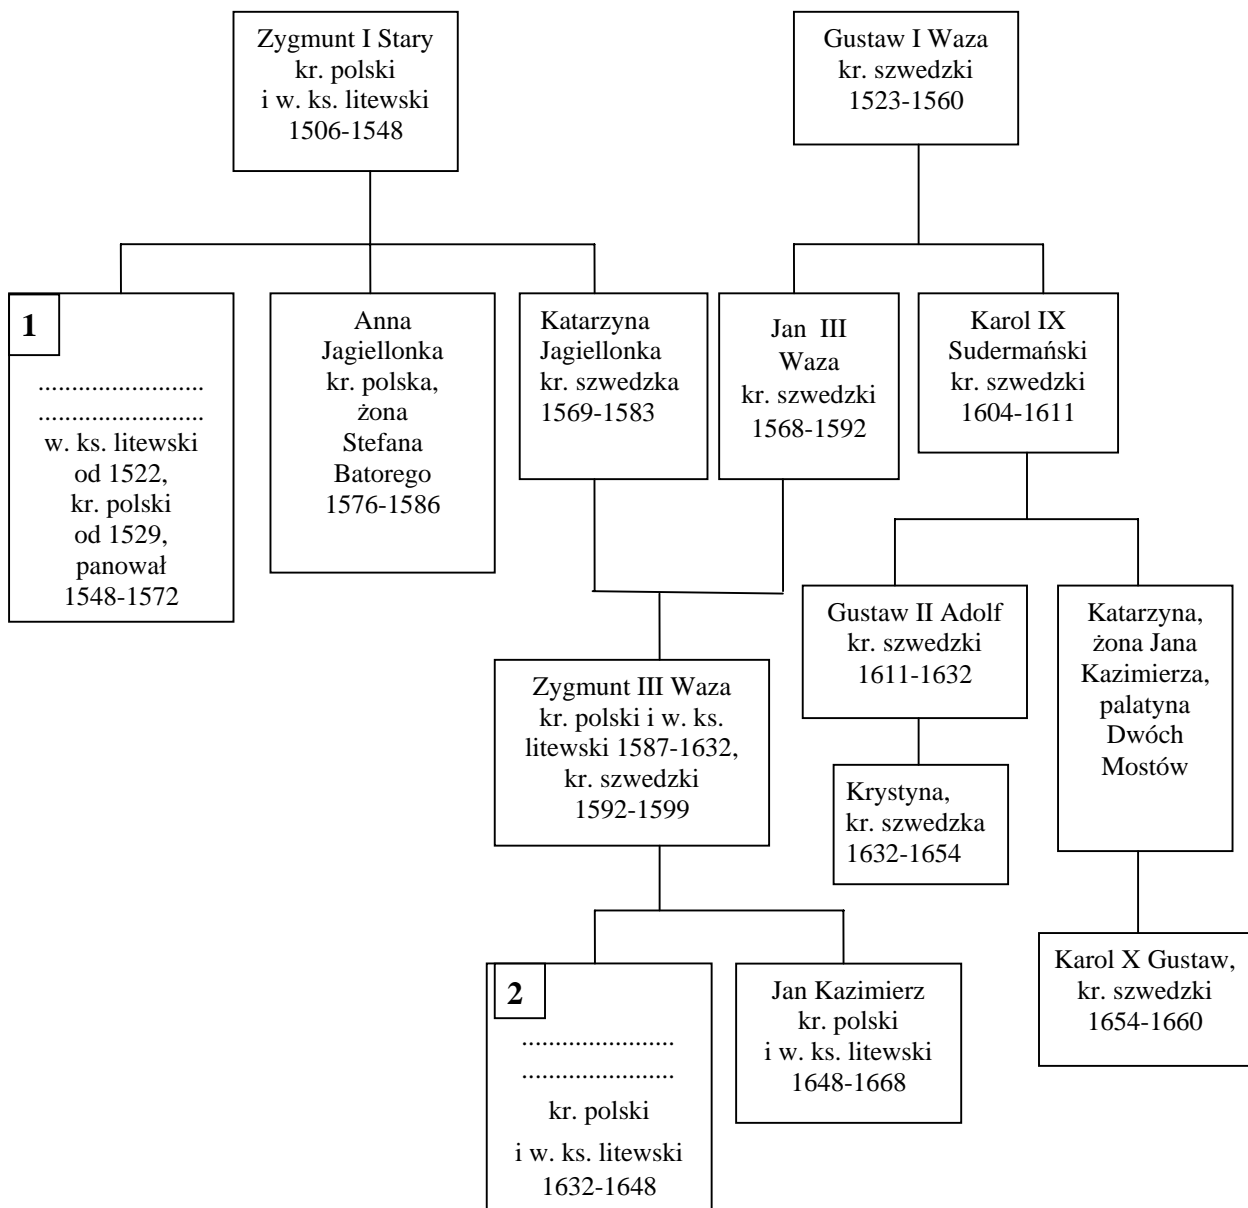 Zygmunt I Stary
kr. polski
i w. ks. litewski
1506-1548
Gustaw I Waza
kr. szwedzki
1523-1560
1
.........................
.........................
w. ks. litewski
od 1522,
kr. polski
od 1529,
panował
1548-1572
Anna
Jagiellonka
kr. polska,
żona
Stefana
Batorego
1576-1586
Katarzyna
Jagiellonka
kr. szwedzka
1569-1583
Jan III
Waza
kr. szwedzki
1568-1592
Karol IX
Sudermański
kr. szwedzki
1604-1611
Gustaw II Adolf
kr. szwedzki
1611-1632
Katarzyna,
żona Jana
Kazimierza,
palatyna
Dwóch
Mostów
Zygmunt III Waza
kr. polski i w. ks.
litewski 1587-1632,
kr. szwedzki
1592-1599
Krystyna,
kr. szwedzka
1632-1654
2
.......................
.......................
kr. polski
i w. ks. litewski
1632-1648
Jan Kazimierz
kr. polski
i w. ks. litewski
1648-1668
Karol X Gustaw,
kr. szwedzki
1654-1660